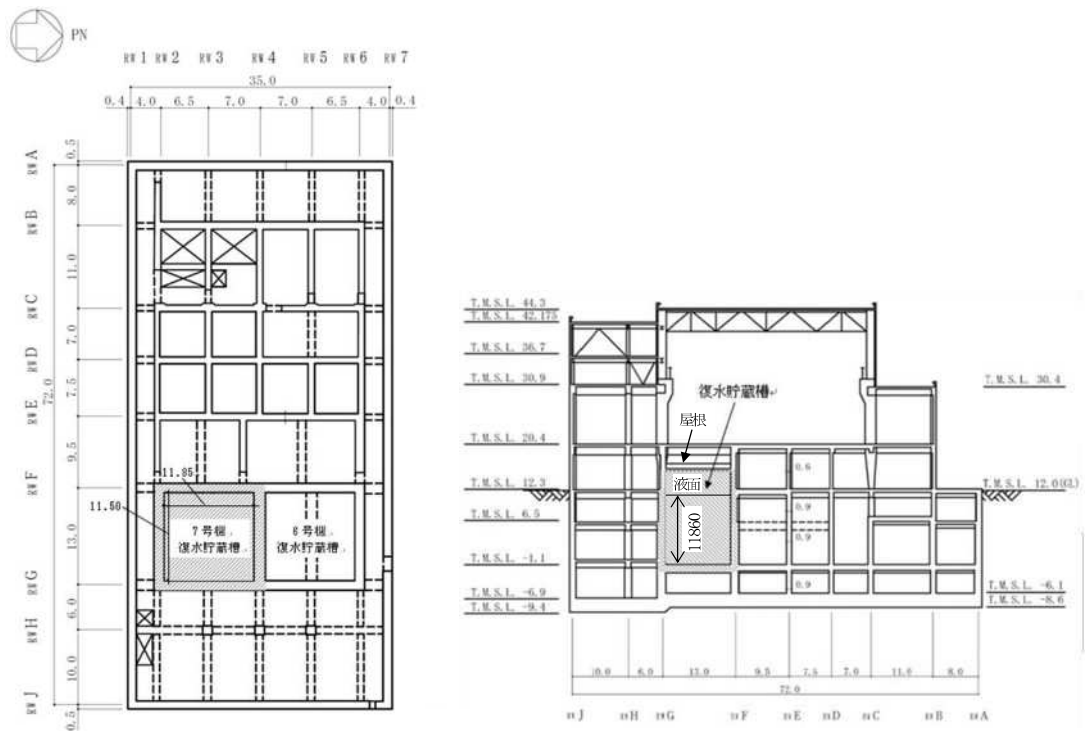 PN
RW 1 RW 2 RW 3 RW 4 RW 5 RW 6 RW 7
35.0
0.4 4.0 6.5 7.0 7.0 6.5 4.0 0.4
RW A
0.5
8.0
RW B
11.0
RW C
7.0
RW D
7.5
72.0
RW E
9.5
RW F
13.0
RW G
6.0
RW H
10.0
RW J
0.5
11.85
11.50
7号機
復水貯蔵槽
6号機
復水貯蔵槽
T.M.S.L. 44.3
T.M.S.L. 42.175
T.M.S.L. 36.7
T.M.S.L. 30.9
T.M.S.L. 30.4
復水貯蔵槽
屋根
T.M.S.L. 20.4
0.6
液面
T.M.S.L. 12.3
T.M.S.L. 12.0(GL)
11860
T.M.S.L. 6.5
0.9
0.9
T.M.S.L. -1.1
0.9
T.M.S.L. -6.1
T.M.S.L. -6.9
T.M.S.L. -8.6
T.M.S.L. -9.4
10.0 6.0 13.0 9.5 7.5 7.0 11.0 8.0
72.0
RW J RW H RW G RW F RW E RW D RW C RW B RW A